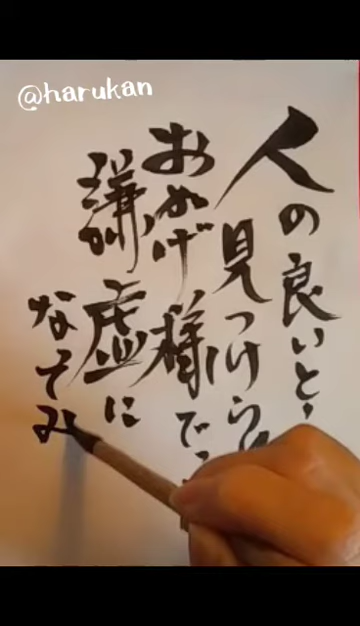 @harukan
人の良いと
見つけら
おかげ様で
謙虚に
なてみ